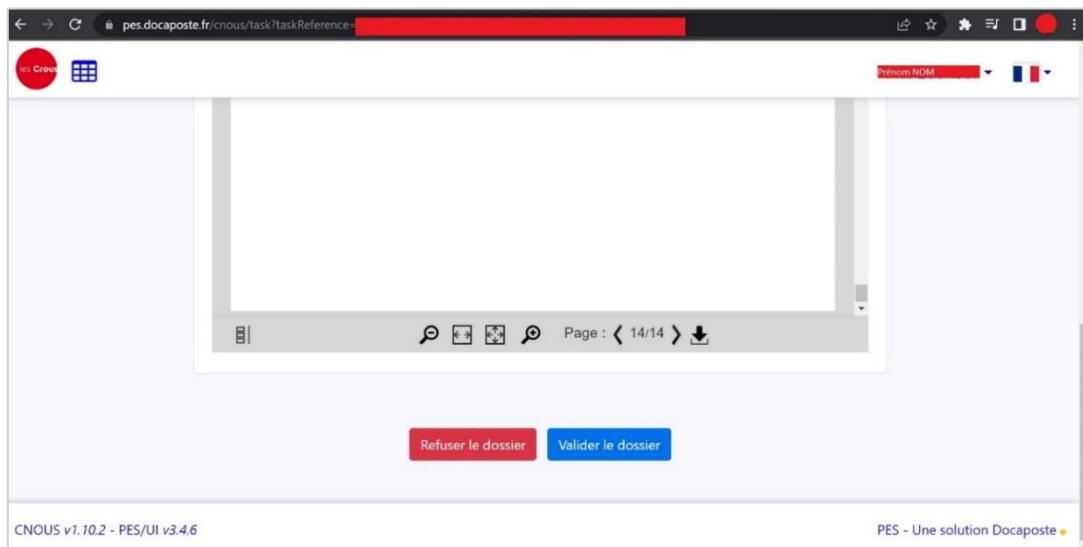 pes.docaposte.fr/cnous/task?taskReference=
les Crous
Prénom NOM
Page : 14/14
Refuser le dossier Valider le dossier
CNOUS v1.10.2 - PES/UI v3.4.6
PES - Une solution Docaposte